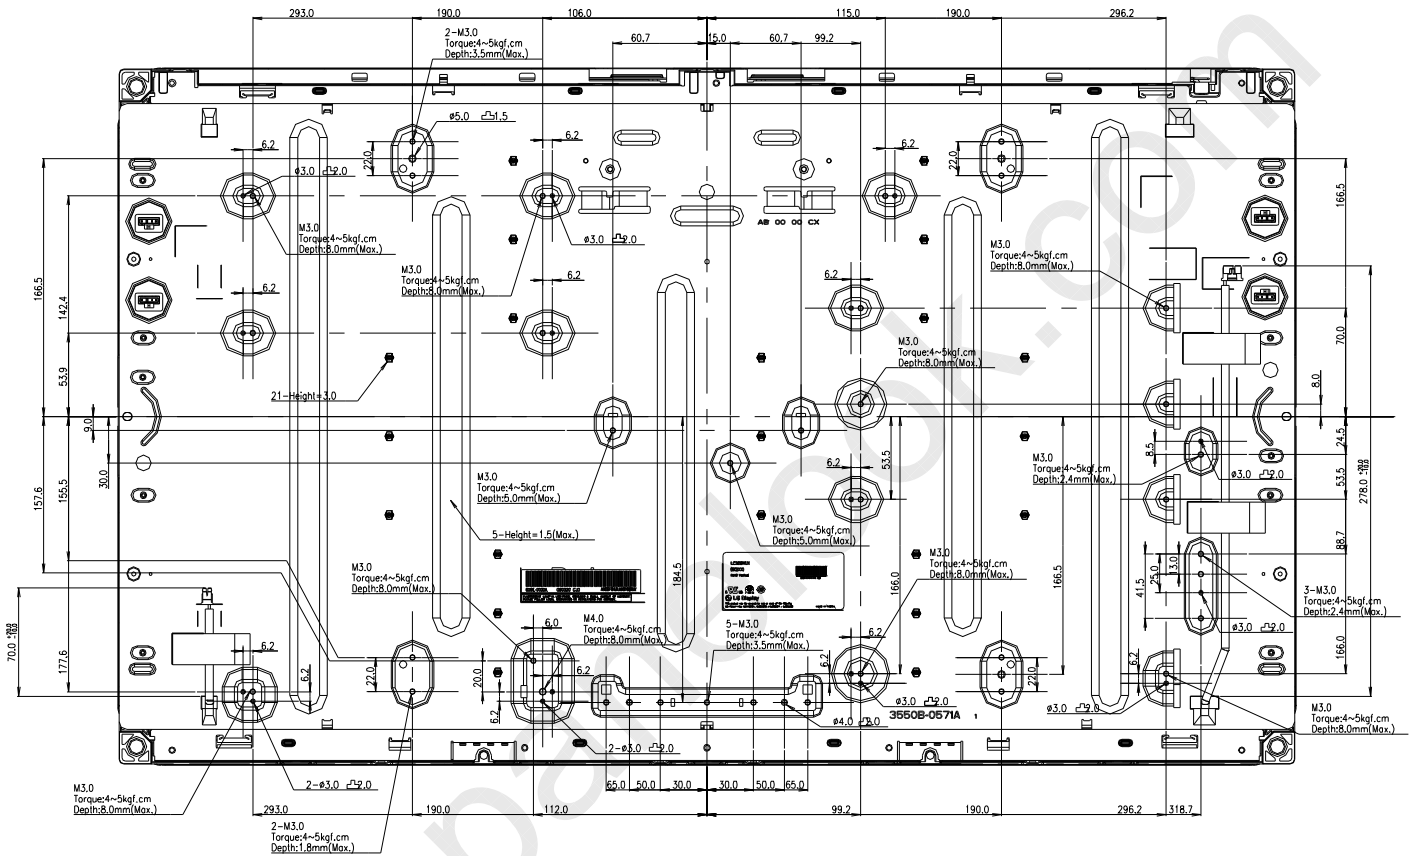 293.0
190.0
106.0
115.0
190.0
296.2
2-M3.0
Torque:4~5kgf,cm
Depth:3.5mm(Max.)
60.7
15.0
60.7
99.2
ø5.0
1.5
6.2
22.0
6.2
6.2
22.0
ø3.0
2.0
166.5
AB 00 00 CX
M3.0
Torque:4~5kgf.cm
Depth:8.0mm(Max.)
ø3.0
2.0
M3.0
Torque:4~5kgf.cm
Depth:8.0mm(Max.)
M3.0
Torque:4~5kgf.cm
Depth:8.0mm(Max.)
6.2
6.2
6.2
166.5
142.4
70.0
M3.0
Torque:4~5kgf.cm
Depth:8.0mm(Max.)
53.9
21-Height=3.0
8.0
9.0
24.5
8.5
M3.0
Torque:4~5kgf.cm
Depth:2.4mm(Max.)
53.5
6.2
30.0
M3.0
Torque:4~5kgf.cm
Depth:5.0mm(Max.)
ø3.0
2.0
53.5
278.0
157.6
155.5
M3.0
Torque:4~5kgf.cm
Depth:5.0mm(Max.)
5-Height=1.5(Max.)
88.7
M3.0
Torque:4~5kgf.cm
Depth:8.0mm(Max.)
M3.0
Torque:4~5kgf.cm
Depth:8.0mm(Max.)
184.5
166.0
166.5
41.5
25.0
13.0
LG Display
3-M3.0
Torque:4~5kgf.cm
Depth:2.4mm(Max.)
M4.0
Torque:4~5kgf.cm
Depth:8.0mm(Max.)
6.0
5-M3.0
Torque:4~5kgf.cm
Depth:3.5mm(Max.)
6.2
ø3.0
2.0
70.0
177.6
6.2
6.2
22.0
20.0
6.2
6.2
6.2
22.0
6.2
166.0
ø3.0
2.0
3550B-0571A 1
ø4.0
ø3.0
2.0
M3.0
Torque:4~5kgf.cm
Depth:8.0mm(Max.)
2-ø3.0
2.0
M3.0
Torque:4~5kgf.cm
Depth:8.0mm(Max.)
2-ø3.0
2.0
65.0
50.0
30.0
30.0
50.0
65.0
293.0
190.0
112.0
99.2
190.0
296.2
318.7
2-M3.0
Torque:4~5kgf.cm
Depth:1.8mm(Max.)
panelook.com